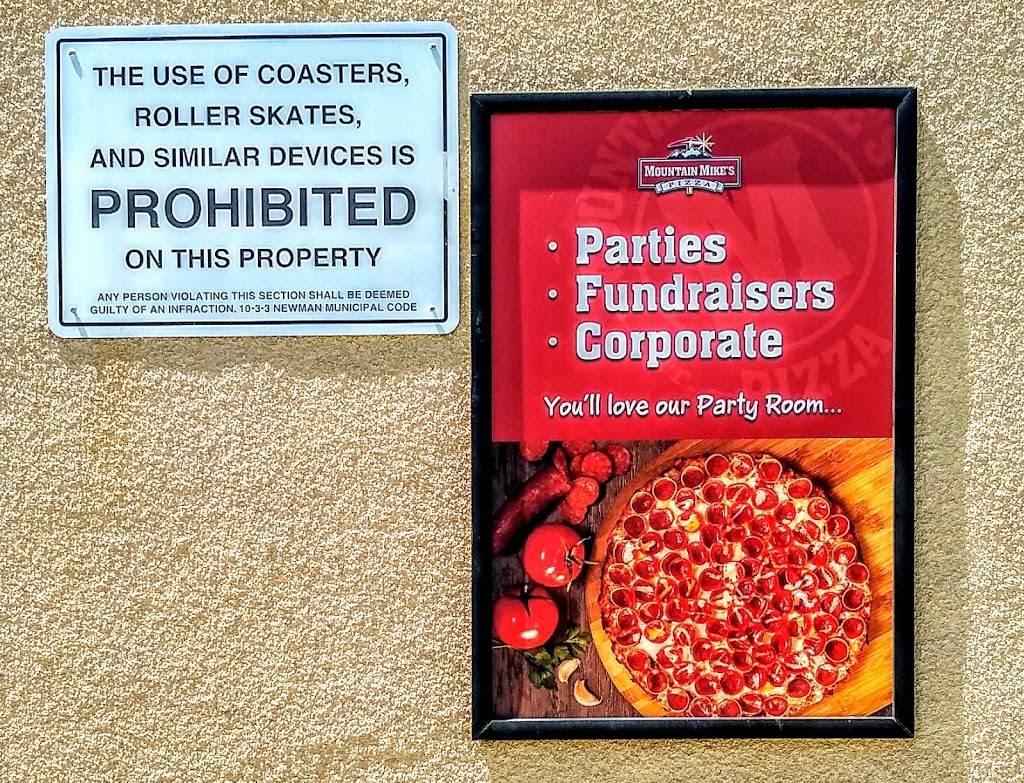 THE USE OF COASTERS,
ROLLER SKATES,
AND SIMILAR DEVICES IS
PROHIBITED
ON THIS PROPERTY
ANY PERSON VIOLATING THIS SECTION SHALL BE DEEMED
GUILTY OF AN INFRACTION. 10-3-3 NEWMAN MUNICIPAL CODE
MOUNTAIN MIKE'S
PIZZA
• Parties
• Fundraisers
• Corporate
You'll love our Party Room...
M
PIZZA